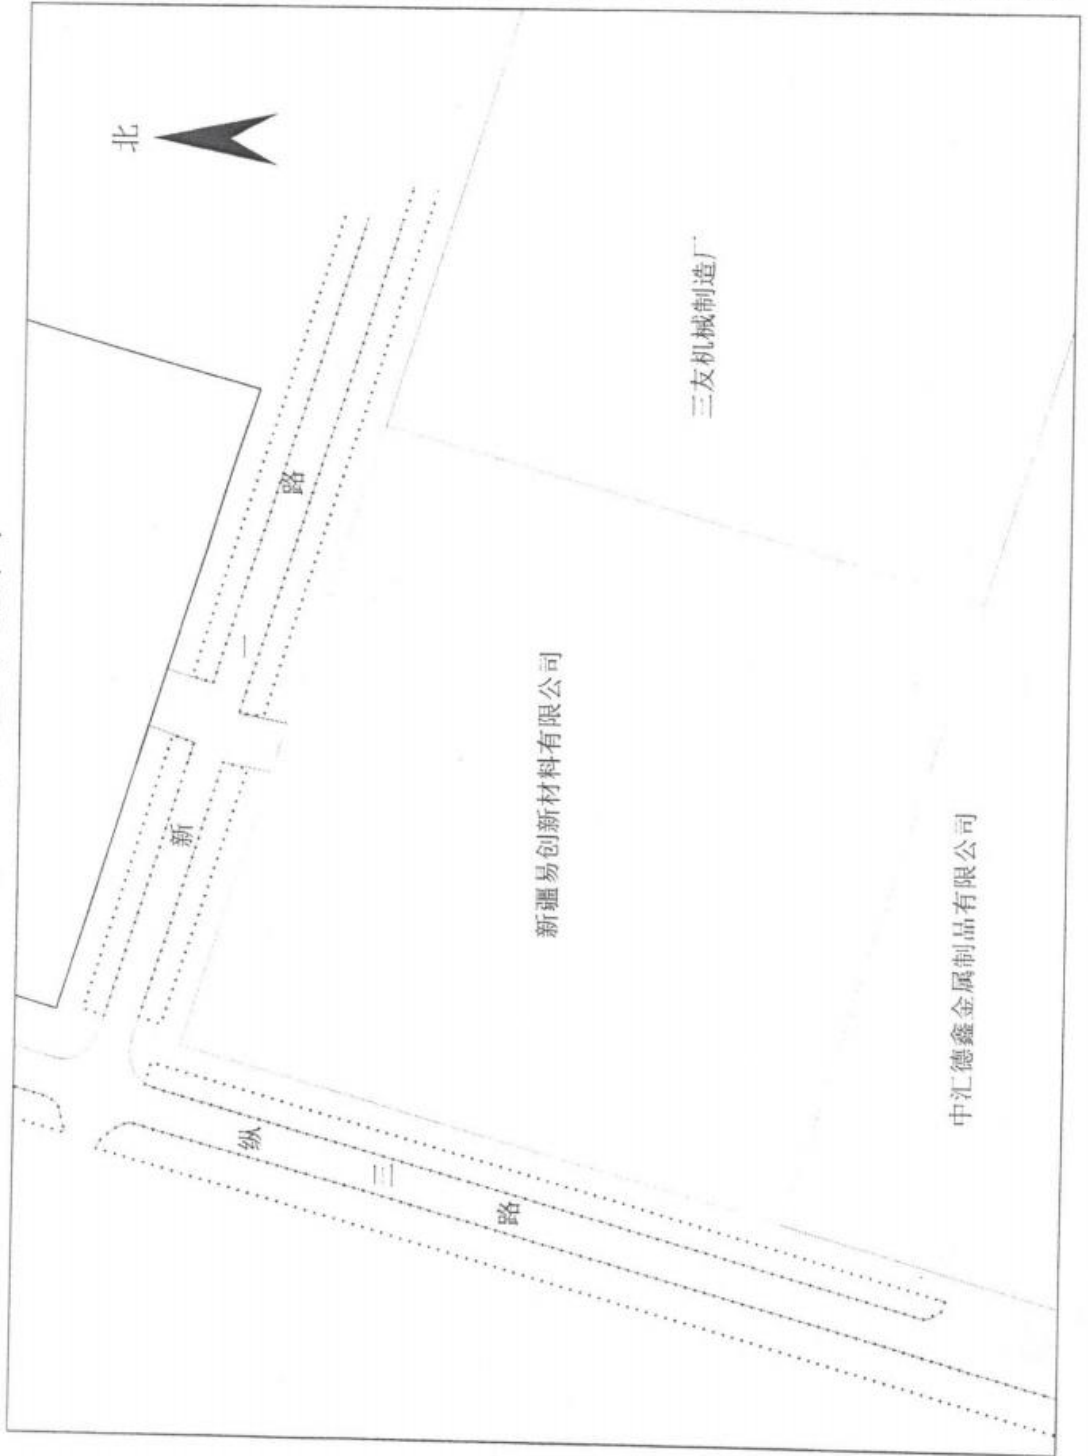 北
新一路
纵三路
三友机械制造厂
新疆易创新材料有限公司
中汇德鑫金属制品有限公司